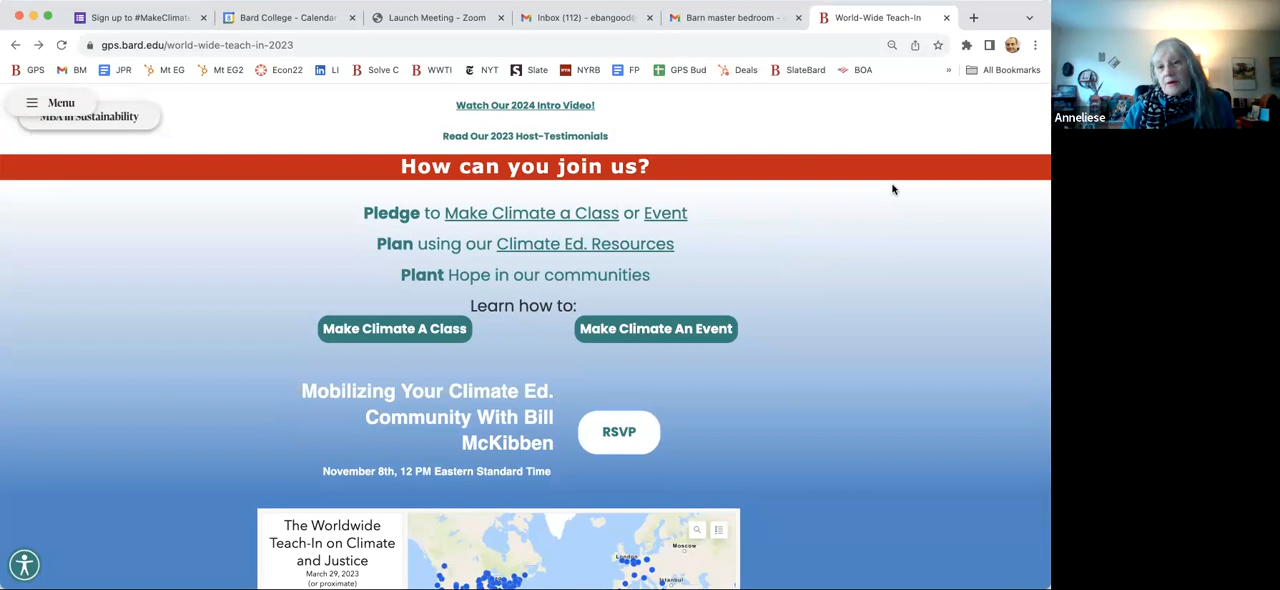 Sign up to #MakeClimat
Bard College - Calenda
Launch Meeting - Zoom
Inbox (112) - ebangood
Barn master bedroom -
World-Wide Teach-In
gps.bard.edu/world-wide-teach-in-2023
GPS
BM
JPR
Mt EG
Mt EG2
Econ22
LI
Solve C
WWTI
NYT
Slate
NYRB
FP
GPS Bud
Deals
SlateBard
BOA
»
All Bookmarks
Menu
MBA in Sustainability
Watch Our 2024 Intro Video!
Read Our 2023 Host-Testimonials
How can you join us?
Pledge to Make Climate a Class or Event
Plan using our Climate Ed. Resources
Plant Hope in our communities
Learn how to:
Make Climate A Class
Make Climate An Event
Mobilizing Your Climate Ed.
Community With Bill
McKibben
RSVP
November 8th, 12 PM Eastern Standard Time
The Worldwide
Teach-In on Climate
and Justice
March 29, 2023
(or proximate)
London
Moscow
Istanbul
Anneliese